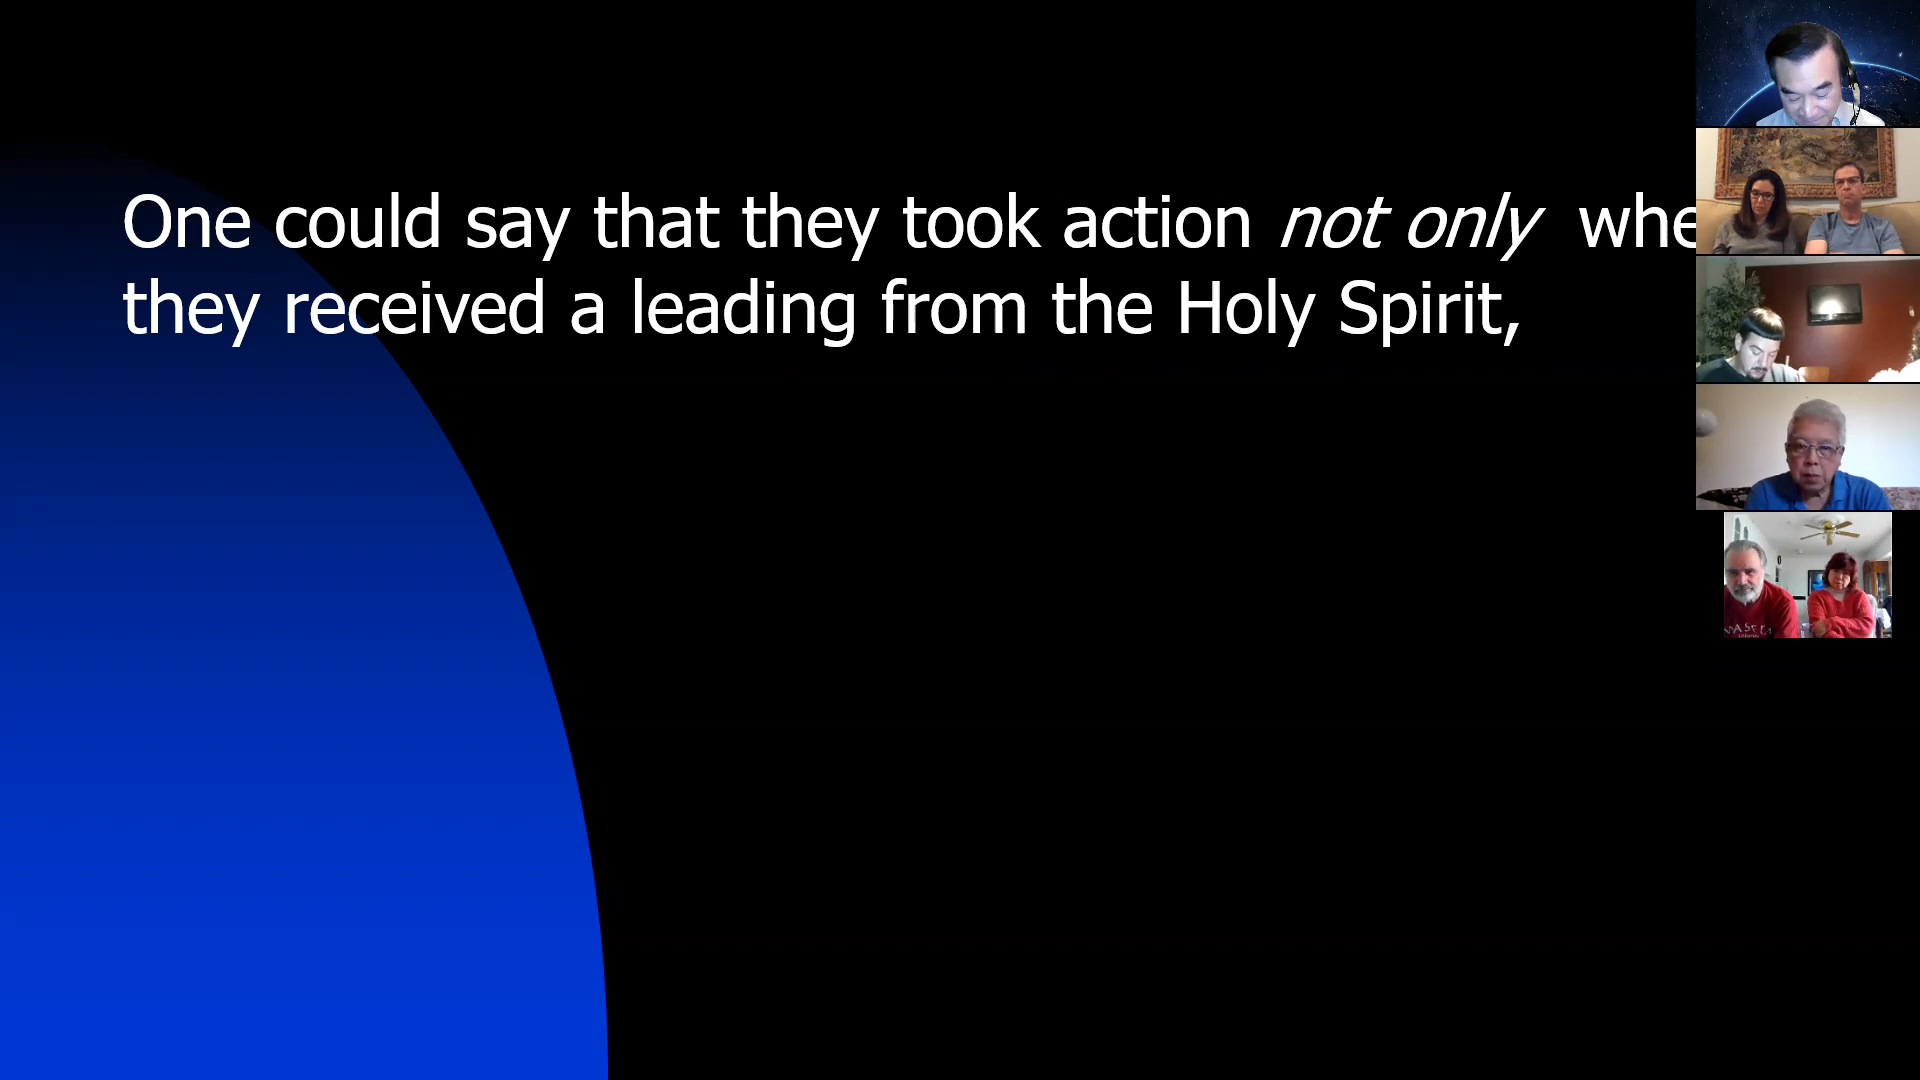 One could say that they took action not only whe
they received a leading from the Holy Spirit,